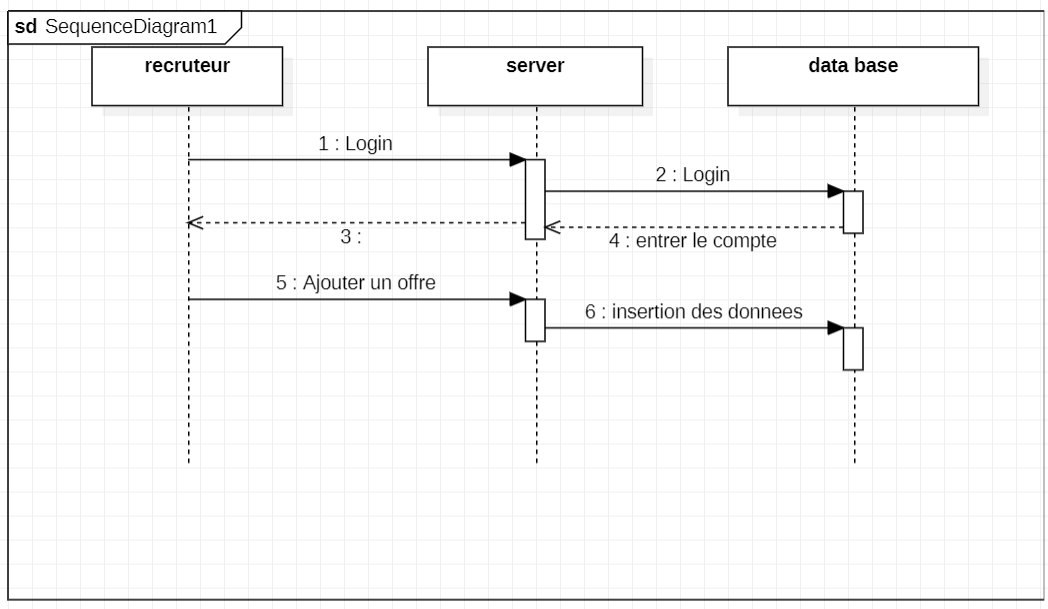 sd SequenceDiagram1
recruteur
server
data base
1 : Login
2 : Login
3 :
4 : entrer le compte
5 : Ajouter un offre
6 : insertion des donnees